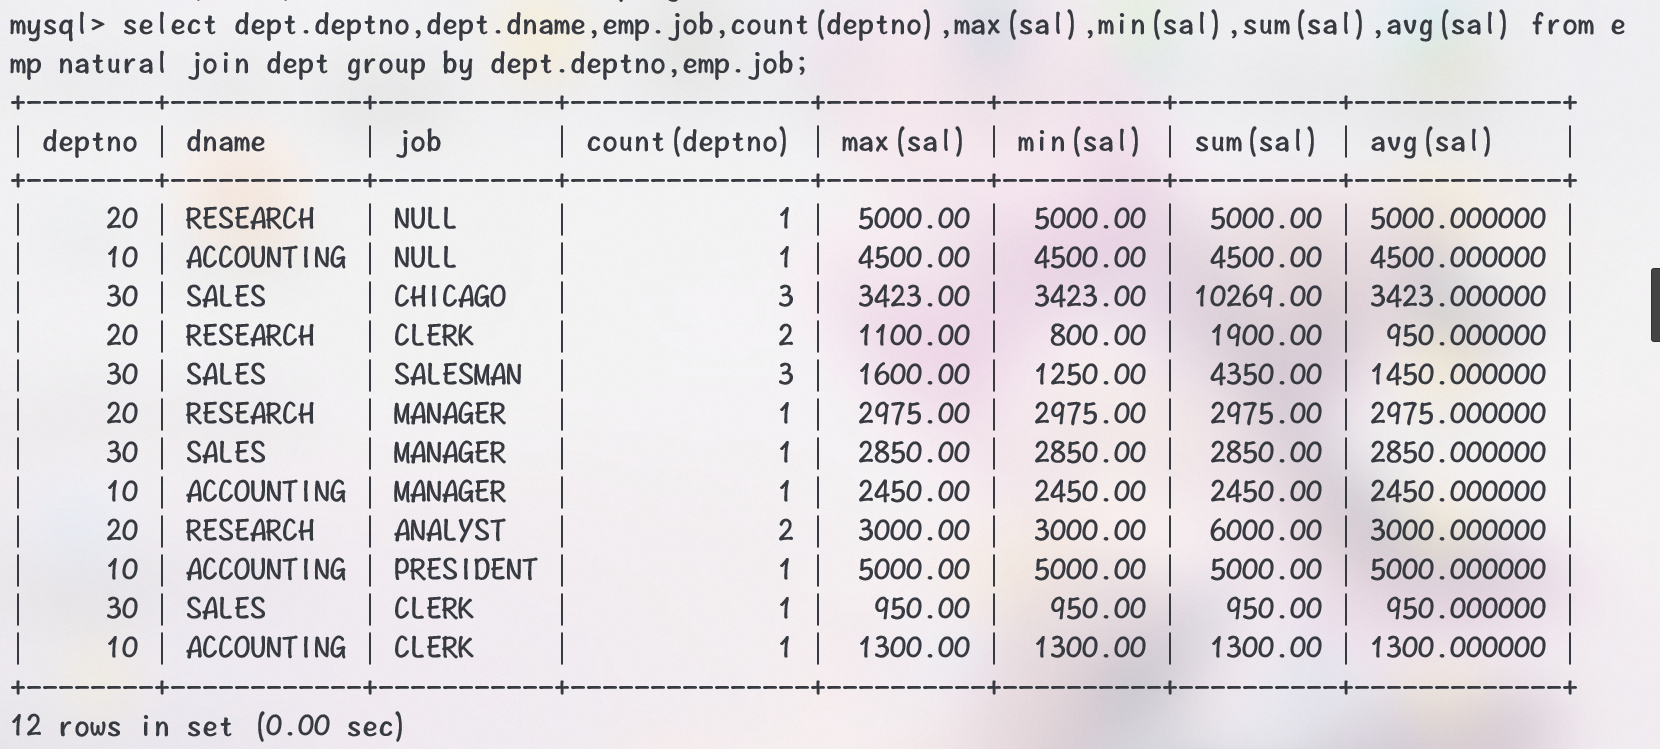 mysql> select dept.deptno,dept.dname,emp.job,count(deptno),max(sal),min(sal),sum(sal),avg(sal) from e
mp natural join dept group by dept.deptno,emp.job;
+--------+------------+-----------+---------------+----------+----------+----------+-------------+
| deptno | dname      | job       | count(deptno) | max(sal) | min(sal) | sum(sal) | avg(sal)    |
+--------+------------+-----------+---------------+----------+----------+----------+-------------+
|     20 | RESEARCH   | NULL      |             1 |  5000.00 |  5000.00 |  5000.00 | 5000.000000 |
|     10 | ACCOUNTING | NULL      |             1 |  4500.00 |  4500.00 |  4500.00 | 4500.000000 |
|     30 | SALES      | CHICAGO   |             3 |  3423.00 |  3423.00 | 10269.00 | 3423.000000 |
|     20 | RESEARCH   | CLERK     |             2 |  1100.00 |   800.00 |  1900.00 |  950.000000 |
|     30 | SALES      | SALESMAN  |             3 |  1600.00 |  1250.00 |  4350.00 | 1450.000000 |
|     20 | RESEARCH   | MANAGER   |             1 |  2975.00 |  2975.00 |  2975.00 | 2975.000000 |
|     30 | SALES      | MANAGER   |             1 |  2850.00 |  2850.00 |  2850.00 | 2850.000000 |
|     10 | ACCOUNTING | MANAGER   |             1 |  2450.00 |  2450.00 |  2450.00 | 2450.000000 |
|     20 | RESEARCH   | ANALYST   |             2 |  3000.00 |  3000.00 |  6000.00 | 3000.000000 |
|     10 | ACCOUNTING | PRESIDENT |             1 |  5000.00 |  5000.00 |  5000.00 | 5000.000000 |
|     30 | SALES      | CLERK     |             1 |   950.00 |   950.00 |   950.00 |  950.000000 |
|     10 | ACCOUNTING | CLERK     |             1 |  1300.00 |  1300.00 |  1300.00 | 1300.000000 |
+--------+------------+-----------+---------------+----------+----------+----------+-------------+
12 rows in set (0.00 sec)